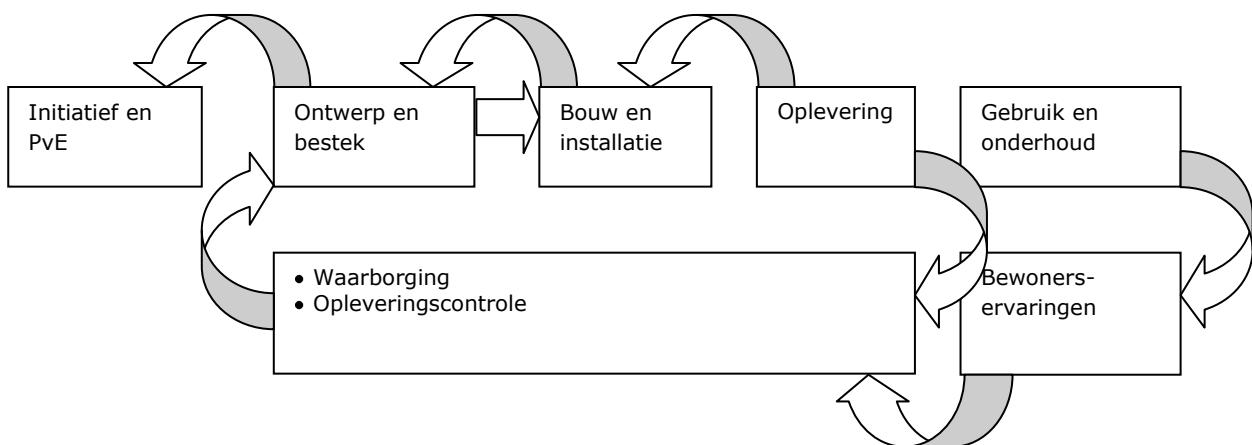 Initiatief en
PvE
Ontwerp en
bestek
Bouw en
installatie
Oplevering
Gebruik en
onderhoud
• Waarborging
• Opleveringscontrole
Bewoners-
ervaringen